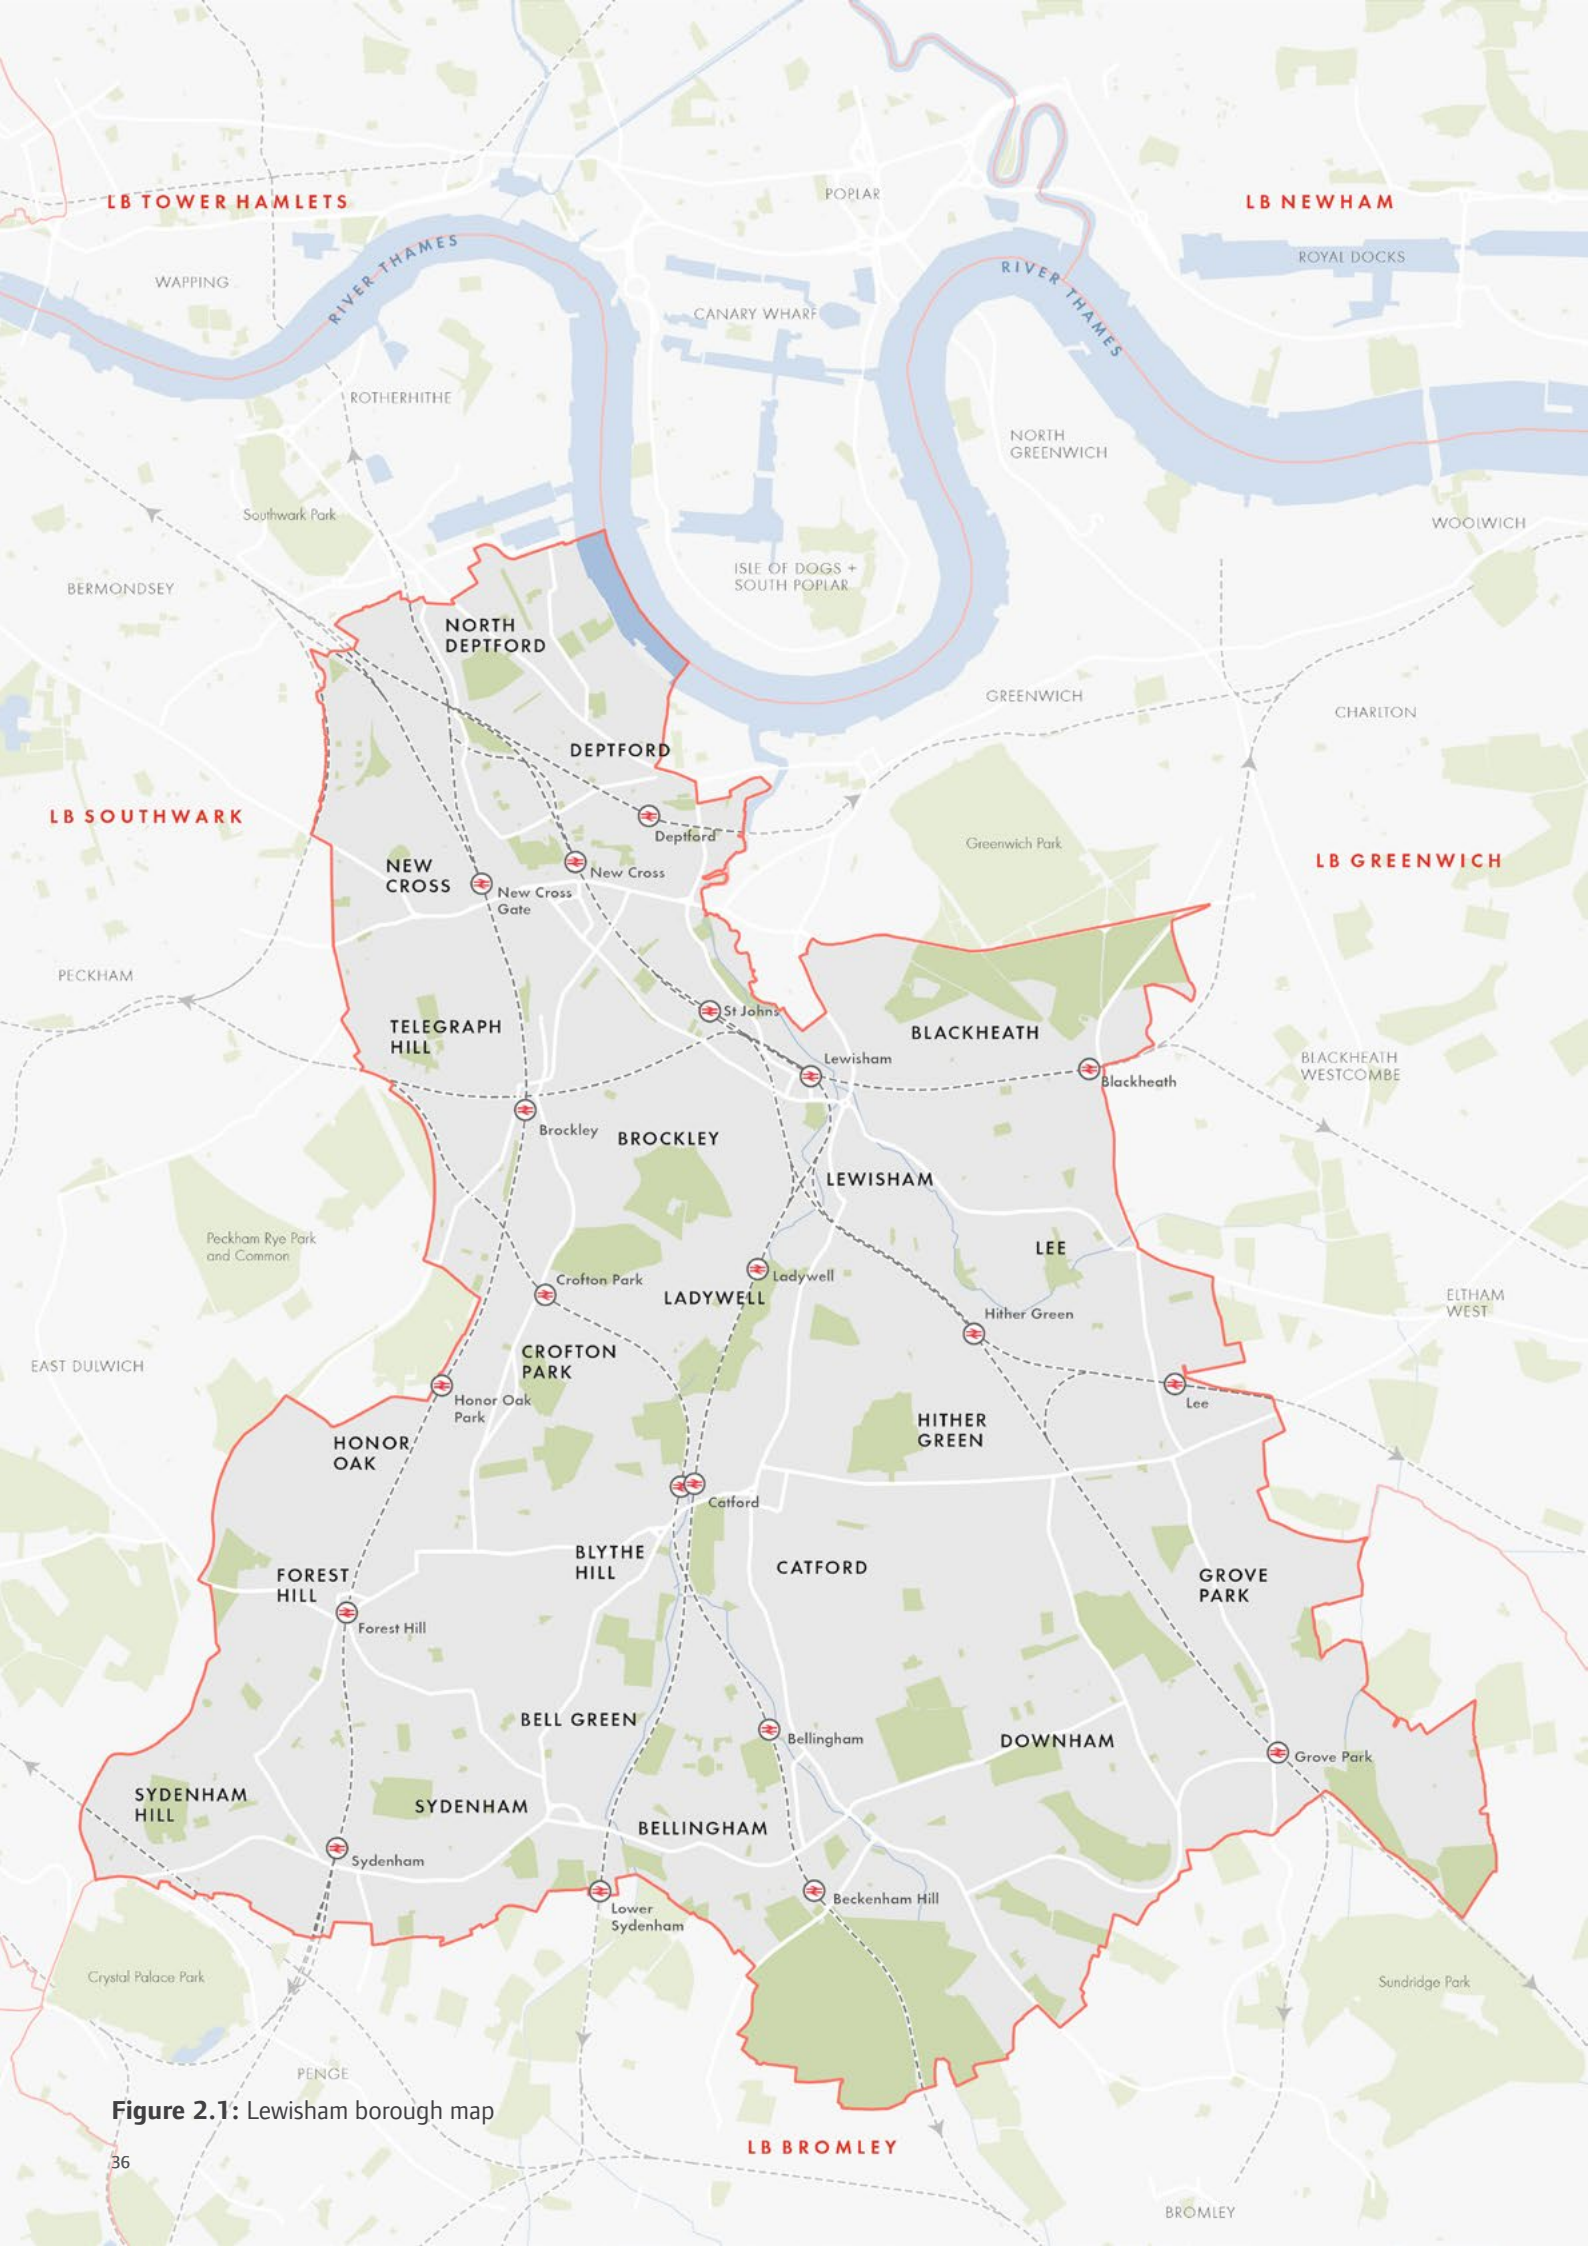 POPLAR
LB TOWER HAMLETS
LB NEWHAM
RIVER THAMES
RIVER THAMES
ROYAL DOCKS
WAPPING
CANARY WHARF
ROTHERHITHE
NORTH
GREENWICH
Southwark Park
WOOLWICH
ISLE OF DOGS +
SOUTH POPLAR
BERMONDSEY
NORTH
DEPTFORD
GREENWICH
CHARLTON
DEPTFORD
LB SOUTHWARK
Deptford
Greenwich Park
LB GREENWICH
NEW
CROSS
New Cross
New Cross
Gate
PECKHAM
St Johns
TELEGRAPH
HILL
BLACKHEATH
Lewisham
BLACKHEATH
WESTCOMBE
Blackheath
Brockley
BROCKLEY
LEWISHAM
Peckham Rye Park
and Common
LEE
Crofton Park
Ladywell
LADYWELL
ELTHAM
WEST
Hither Green
CROFTON
PARK
EAST DULWICH
Honor Oak
Park
Lee
HITHER
GREEN
HONOR
OAK
Catford
BLYTHE
HILL
CATFORD
FOREST
HILL
GROVE
PARK
Forest Hill
BELL GREEN
Bellingham
DOWNHAM
Grove Park
SYDENHAM
HILL
SYDENHAM
BELLINGHAM
Sydenham
Beckenham Hill
Lower
Sydenham
Crystal Palace Park
Sundridge Park
PENGE
Figure 2.1: Lewisham borough map
LB BROMLEY
36
BROMLEY